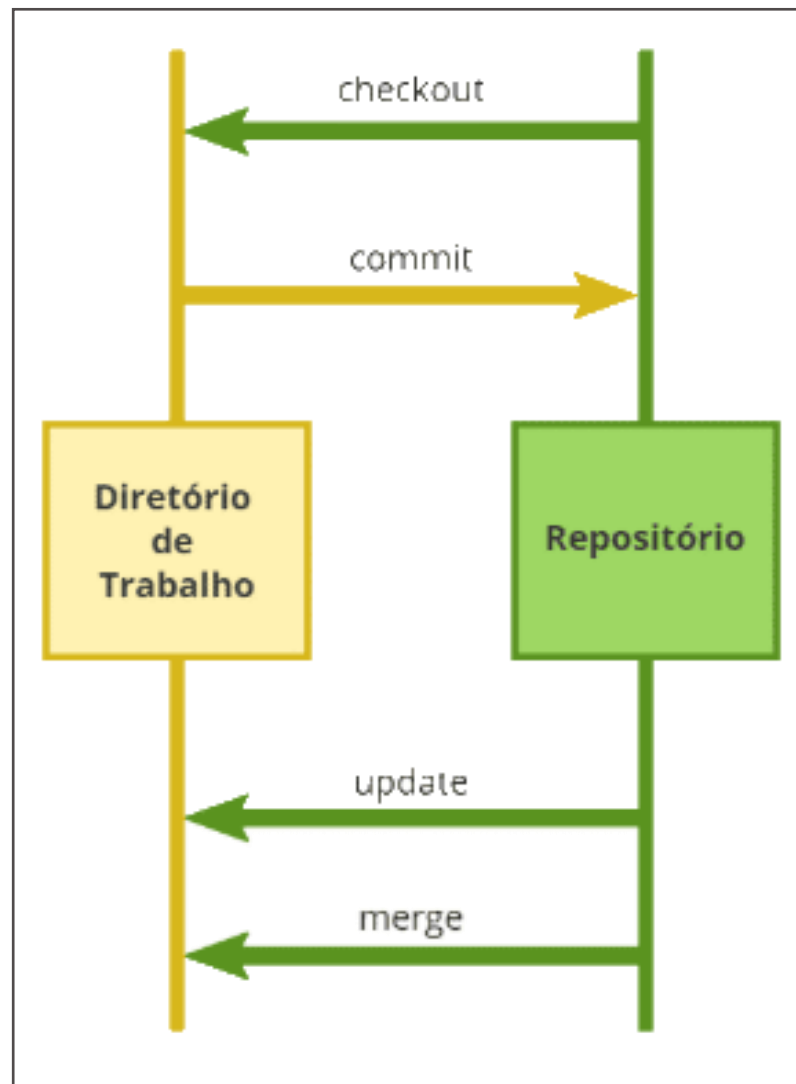 checkout
commit
Diretório
de
Trabalho
Repositório
update
merge